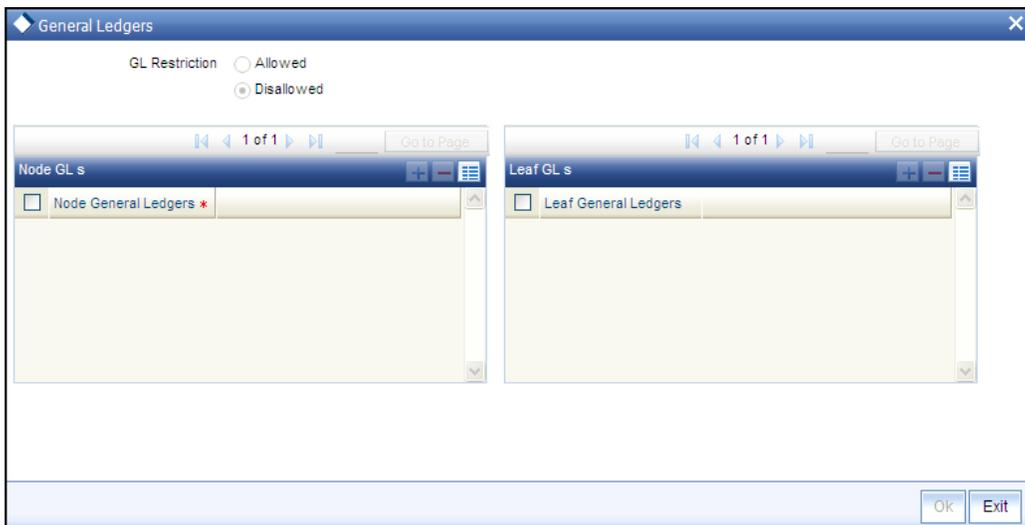 General Ledgers
GL Restriction
Allowed
Disallowed
1 of 1
Go to Page
1 of 1
Go to Page
Node GL s
Leaf GL s
Node General Ledgers *
Leaf General Ledgers
Ok
Exit